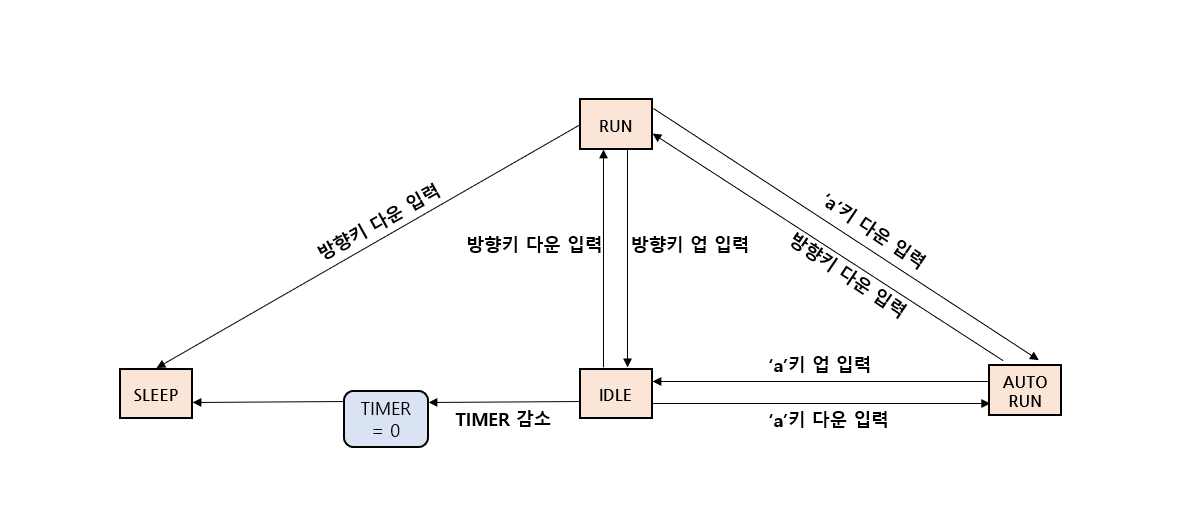 RUN
'a'키 다운 입력
방향키 다운 입력
방향키 다운 입력
방향키 업 입력
방향키 다운 입력
'a'키 업 입력
SLEEP
TIMER
= 0
TIMER 감소
IDLE
'a'키 다운 입력
AUTO
RUN